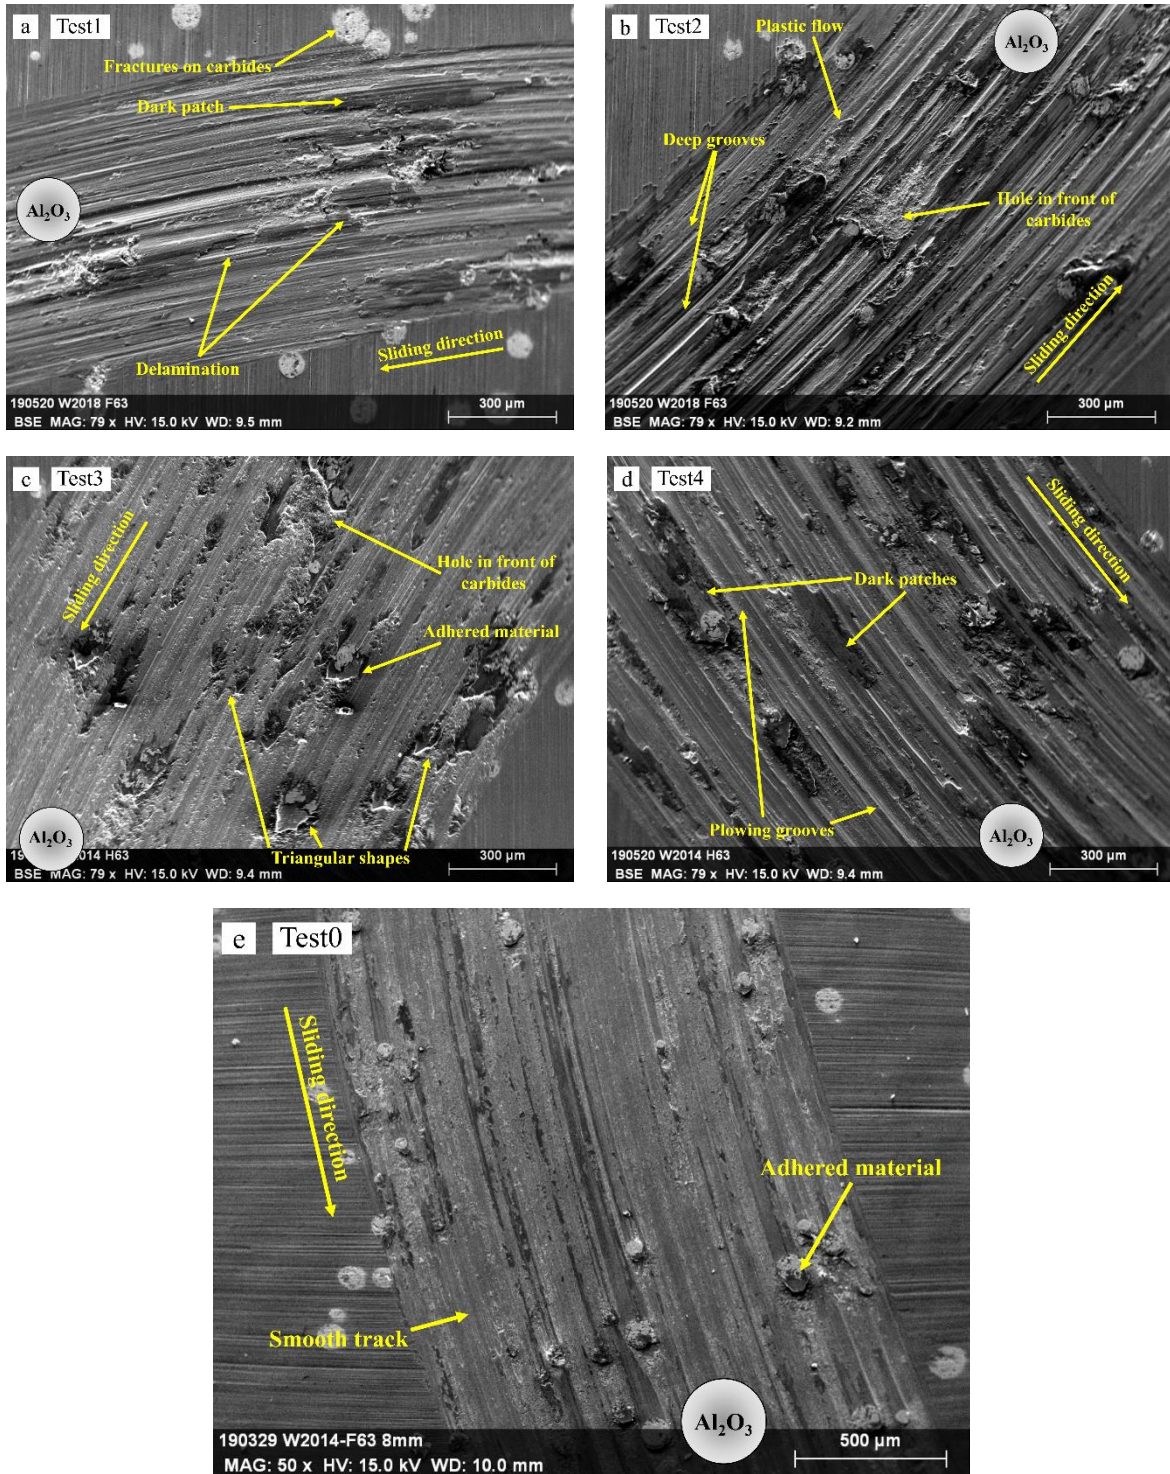 a Test1
Fractures on carbides
Dark patch
Al₂O₃
Delamination
Sliding direction
190520 W2018 F63
300 µm
BSE MAG: 79 x HV: 15.0 kV WD: 9.5 mm
b Test2
Plastic flow
Al₂O₃
Deep grooves
Hole in front of
carbides
Sliding direction
190520 W2018 F63
300 µm
BSE MAG: 79 x HV: 15.0 kV WD: 9.2 mm
c Test3
Sliding direction
Hole in front of
carbides
Adhered material
Al₂O₃
Triangular shapes
2014 H63
300 µm
BSE MAG: 79 x HV: 15.0 kV WD: 9.4 mm
d Test4
Sliding direction
Dark patches
Plowing grooves
Al₂O₃
190520 W2014 H63
300 µm
BSE MAG: 79 x HV: 15.0 kV WD: 9.4 mm
e Test0
Sliding direction
Adhered material
Smooth track
Al₂O₃
190329 W2014-F63 8mm
500 µm
MAG: 50 x HV: 15.0 kV WD: 10.0 mm